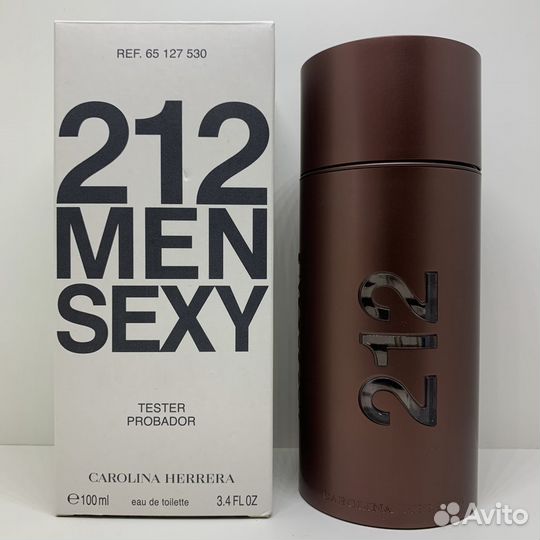 REF. 65 127 530
212
MEN
SEXY
TESTER
PROBADOR
CAROLINA HERRERA
℮100ml eau de toilette 3.4 FL OZ
212
CAROLINA
Avito